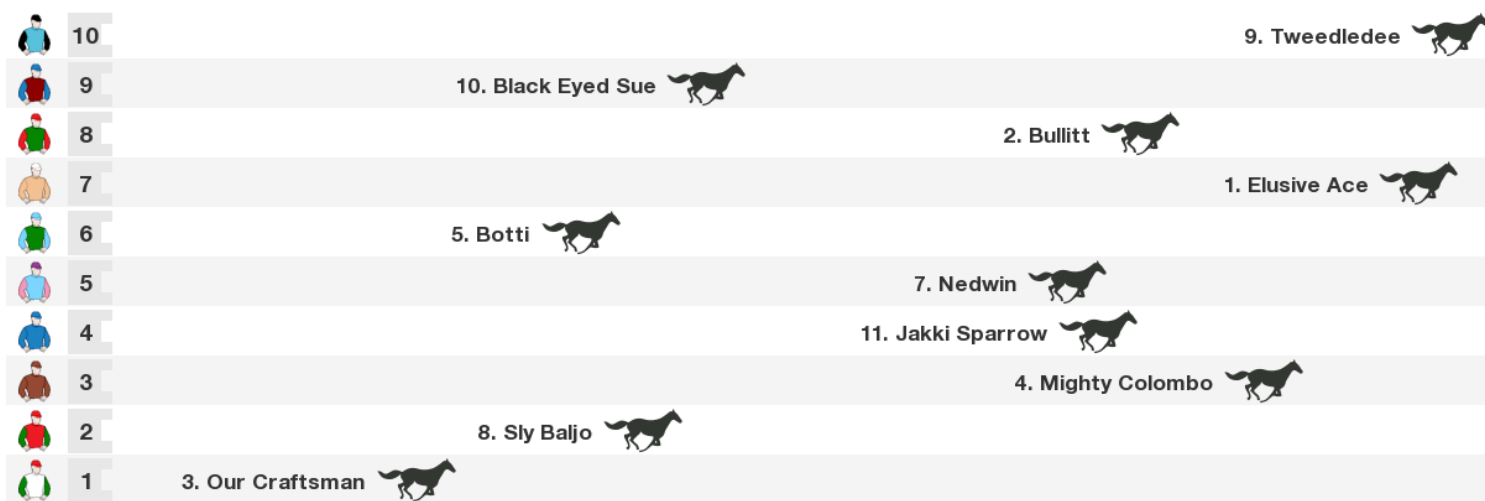 10 9. Tweedledee
9 10. Black Eyed Sue
8 2. Bullitt
7 1. Elusive Ace
6 5. Botti
5 7. Nedwin
4 11. Jakki Sparrow
3 4. Mighty Colombo
2 8. Sly Baljo
1 3. Our Craftsman